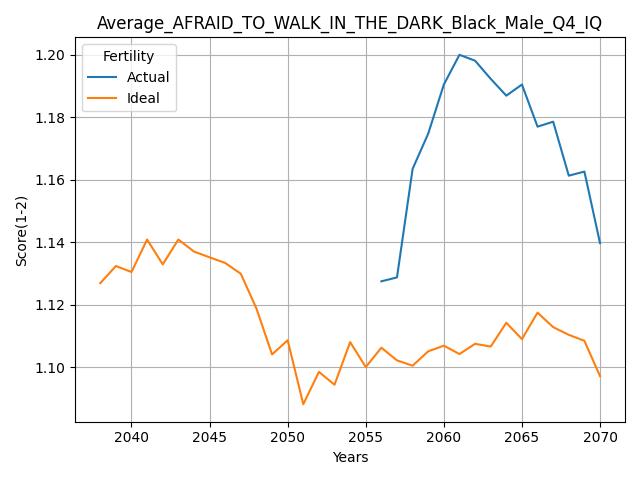 Average_AFRAID_TO_WALK_IN_THE_DARK_Black_Male_Q4_IQ
Fertility
Actual
Ideal
Score(1-2)
1.20
1.18
1.16
1.14
1.12
1.10
2040 2045 2050 2055 2060 2065 2070
Years